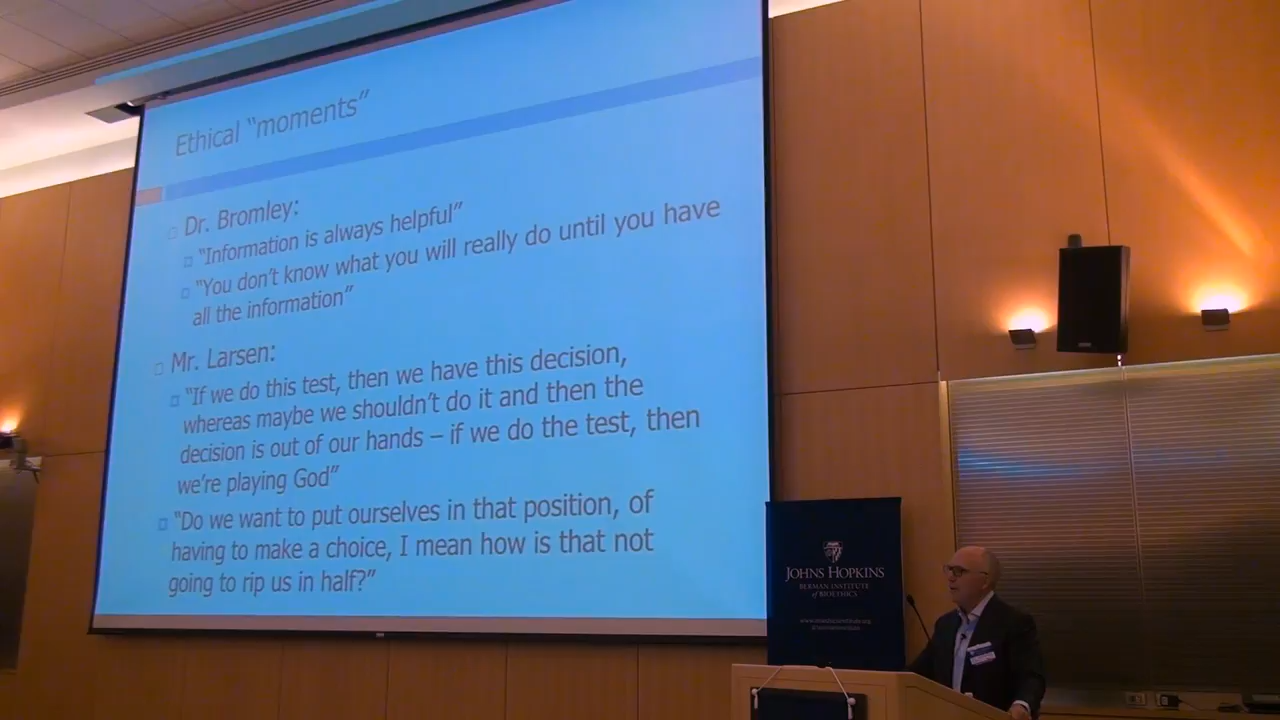 Ethical “moments”
Dr. Bromley:
“Information is always helpful”
“You don’t know what you will really do until you have
all the information”
Mr. Larsen:
“If we do this test, then we have this decision,
whereas maybe we shouldn’t do it and then the
decision is out of our hands – if we do the test, then
we’re playing God”
“Do we want to put ourselves in that position, of
having to make a choice, I mean how is that not
going to rip us in half?”
JOHNS HOPKINS
BERMAN INSTITUTE
of BIOETHICS